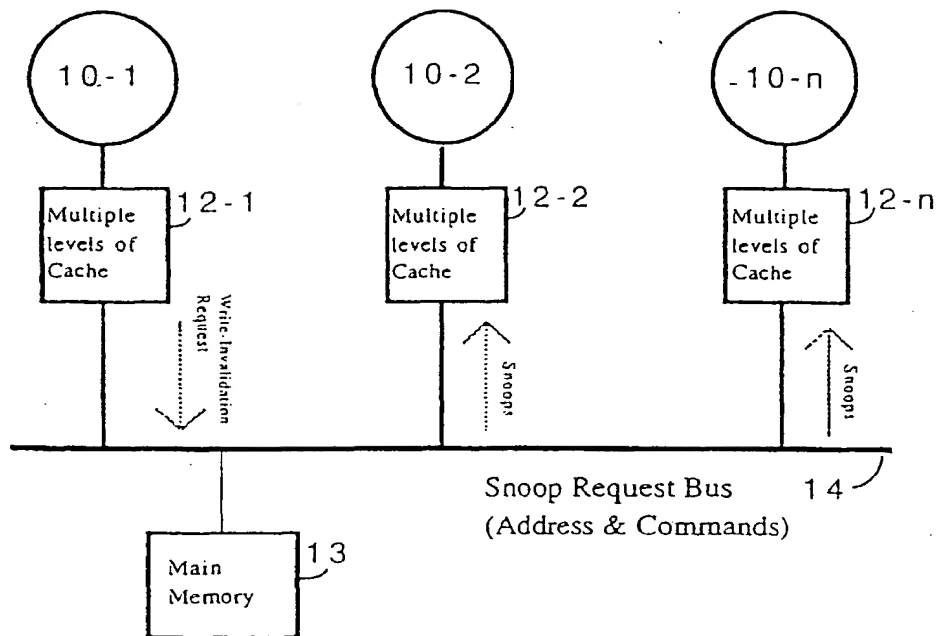 10-1
10-2
10-n
12-1
12-2
12-n
Multiple
levels of
Cache
Multiple
levels of
Cache
Multiple
levels of
Cache
Write-Invalidation
Request
Snoops
Snoops
Snoop Request Bus
(Address & Commands)
14
13
Main
Memory